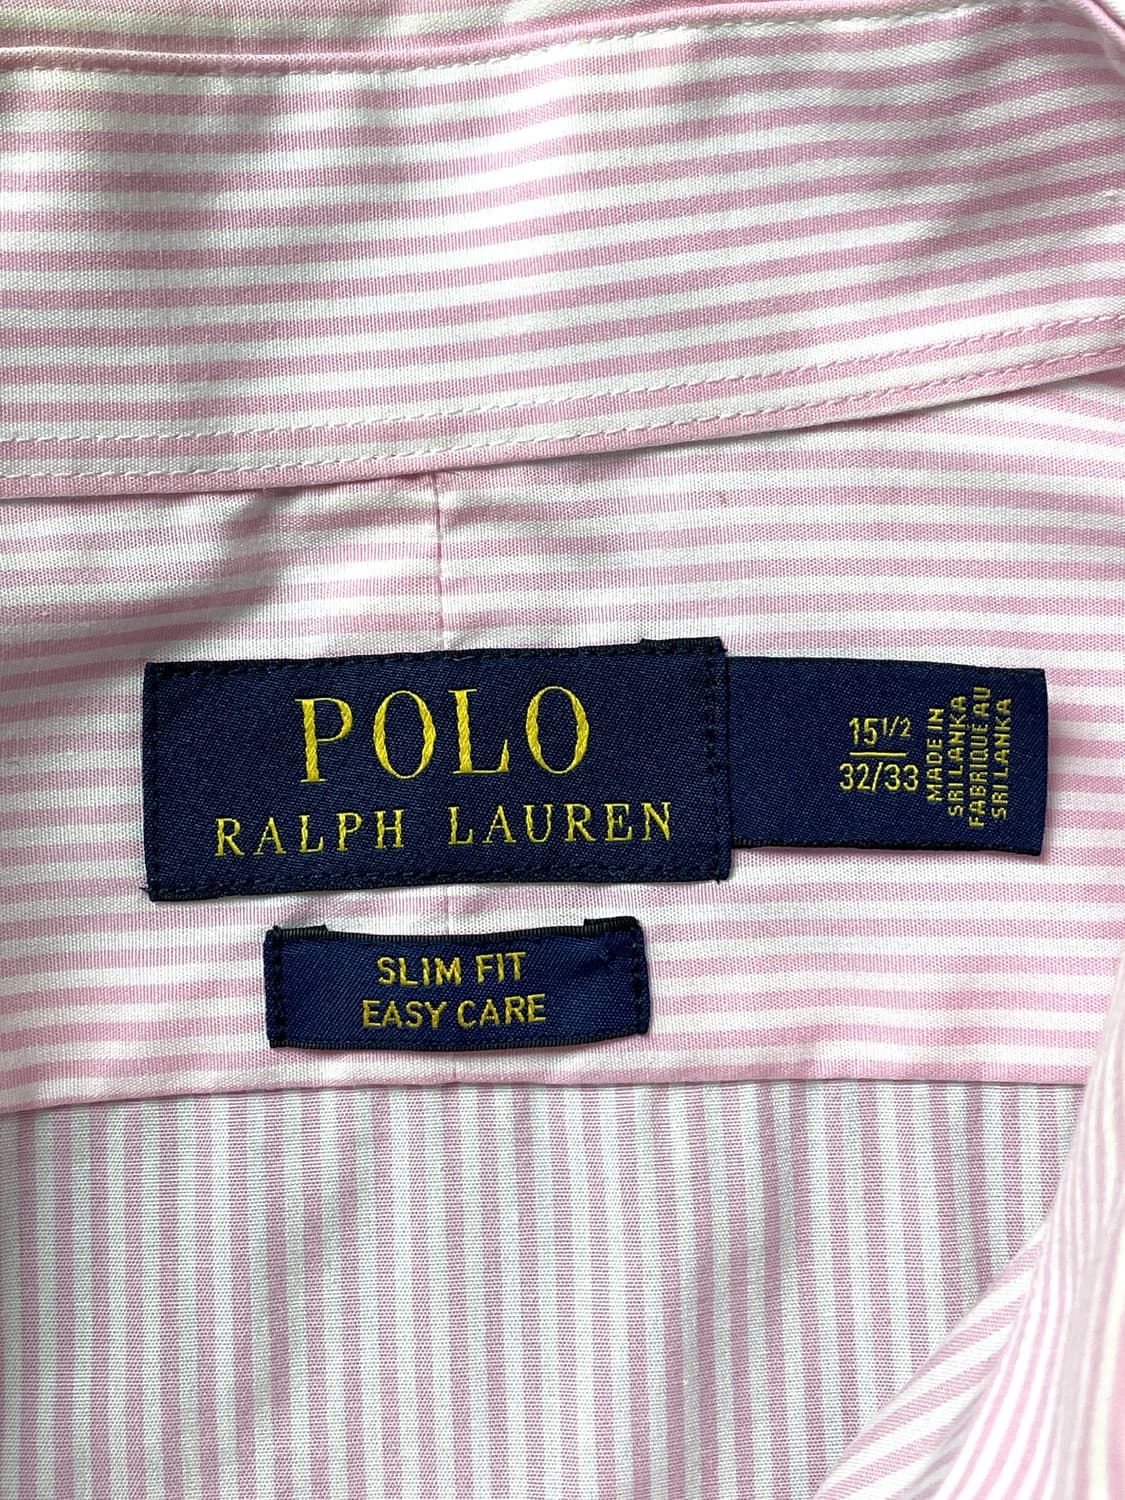 POLO
RALPH LAUREN
15 1/2
32/33
MADE IN
SRI LANKA
FABRIQUE AU
SRI LANKA
SLIM FIT
EASY CARE